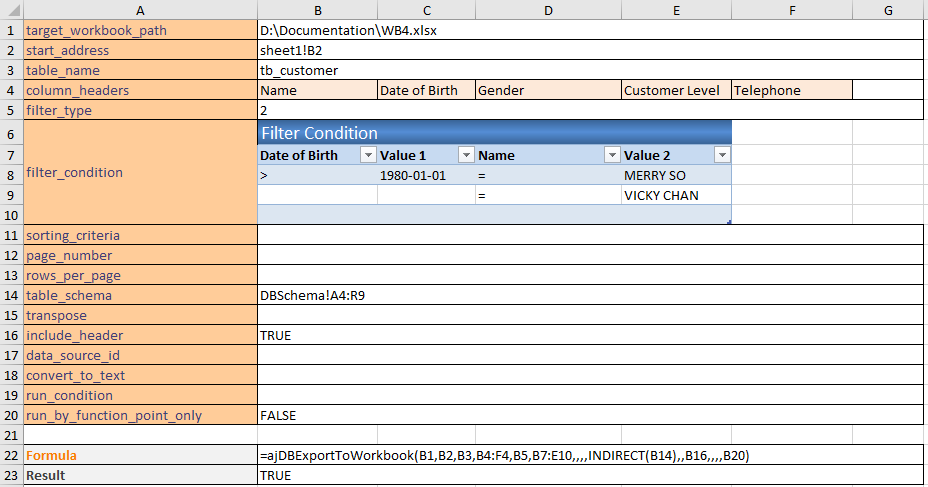 A B C D E F G
1 target_workbook_path D:\Documentation\WB4.xlsx
2 start_address sheet1!B2
3 table_name tb_customer
4 column_headers Name Date of Birth Gender Customer Level Telephone
5 filter_type 2
6 Filter Condition
7 Date of Birth Value 1 Name Value 2
filter_condition
8 > 1980-01-01 = MERRY SO
9 = VICKY CHAN
10
11 sorting_criteria
12 page_number
13 rows_per_page
14 table_schema DBSchema!A4:R9
15 transpose
16 include_header TRUE
17 data_source_id
18 convert_to_text
19 run_condition
20 run_by_function_point_only FALSE
21
22 Formula =ajDBExportToWorkbook(B1,B2,B3,B4:F4,B5,B7:E10,,,,INDIRECT(B14),,B16,,,,B20)
23 Result TRUE